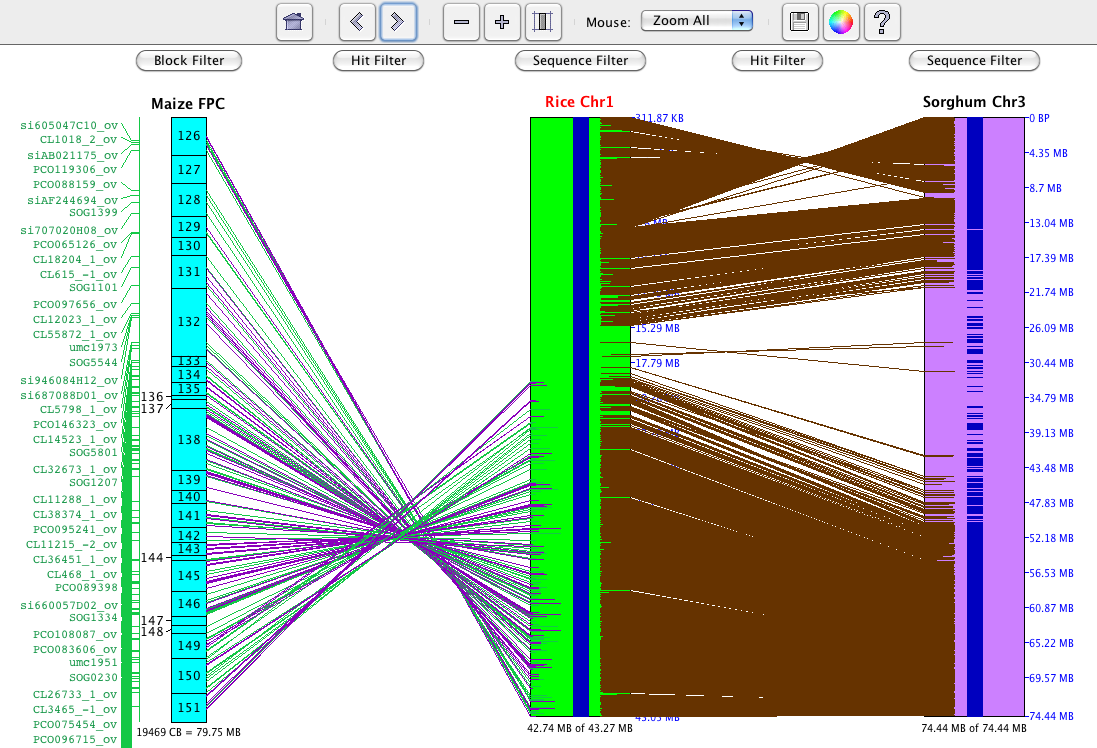 Mouse: Zoom All ?
Block Filter Hit Filter Sequence Filter Hit Filter Sequence Filter
Maize FPC Rice Chr1 Sorghum Chr3
si605047C10_ov
CL1018_2_ov
siAB021175_ov
PCO119306_ov
PCO088159_ov
siAF244694_ov
SOG1399
si707020H08_ov
PCO065126_ov
CL18204_1_ov
CL615_-1_ov
SOG1101
PCO097656_ov
CL12023_1_ov
CL55872_1_ov
umc1973
SOG5544
si946084H12_ov
si687088D01_ov
CL5798_1_ov
PCO146323_ov
CL14523_1_ov
SOG5801
CL32673_1_ov
SOG1207
CL11288_1_ov
CL38374_1_ov
PCO095241_ov
CL11215_-2_ov
CL36451_1_ov
CL468_1_ov
PCO089398
si660057D02_ov
SOG1334
PCO108087_ov
PCO083606_ov
umc1951
SOG0230
CL26733_1_ov
CL3465_-1_ov
PCO075454_ov
PCO096715_ov
126
127
128
129
130
131
132
133
134
135
136
137
138
139
140
141
142
143
144
145
146
147
148
149
150
151
19469 CB = 79.75 MB
311.87 KB
15.29 MB
17.79 MB
42.74 MB of 43.27 MB
0 BP
4.35 MB
8.7 MB
13.04 MB
17.39 MB
21.74 MB
26.09 MB
30.44 MB
34.79 MB
39.13 MB
43.48 MB
47.83 MB
52.18 MB
56.53 MB
60.87 MB
65.22 MB
69.57 MB
74.44 MB
74.44 MB of 74.44 MB